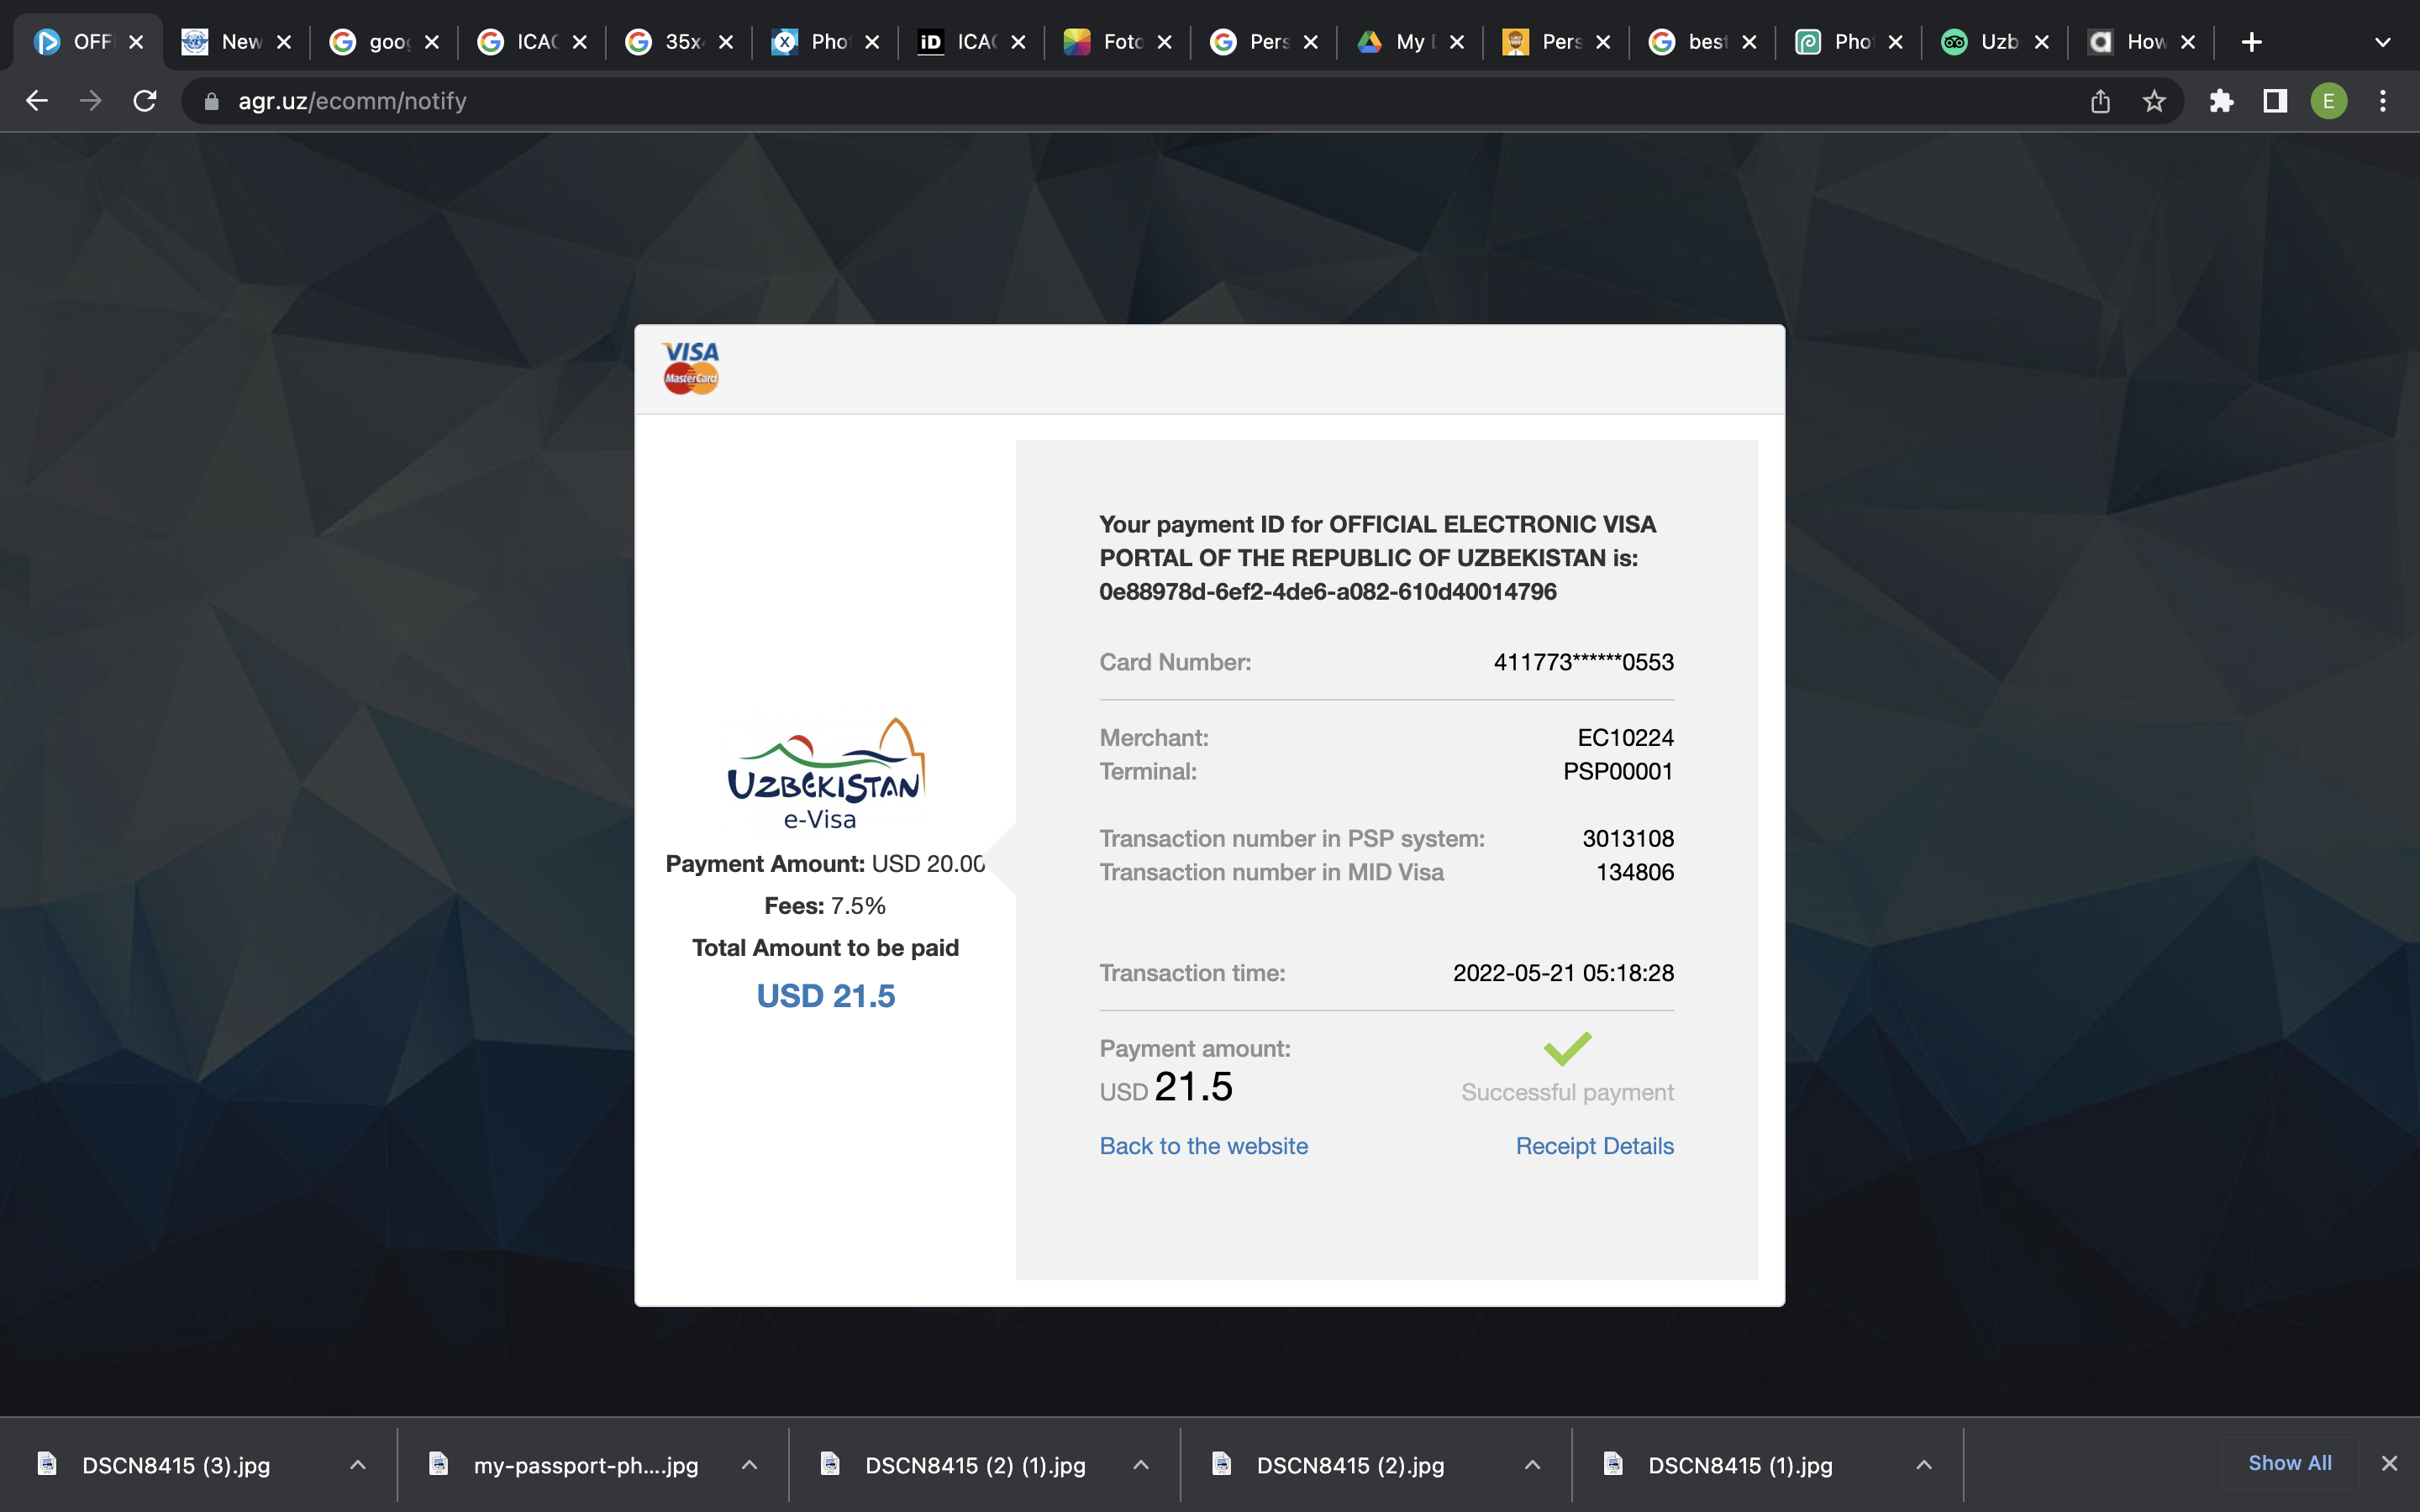 OFF
New
goog
ICAO
35x
Pho
iD
ICA
Foto
Pers
My
Pers
best
Pho
Uzb
How
agr.uz/ecomm/notify
E
VISA
MasterCard
Your payment ID for OFFICIAL ELECTRONIC VISA
PORTAL OF THE REPUBLIC OF UZBEKISTAN is:
0e88978d-6ef2-4de6-a082-610d40014796
Card Number: 411773******0553
Merchant: EC10224
Terminal: PSP00001
Transaction number in PSP system: 3013108
Transaction number in MID Visa 134806
Transaction time: 2022-05-21 05:18:28
Payment amount:
USD 21.5
Successful payment
Back to the website Receipt Details
UZBEKISTAN
e-Visa
Payment Amount: USD 20.00
Fees: 7.5%
Total Amount to be paid
USD 21.5
DSCN8415 (3).jpg
my-passport-ph....jpg
DSCN8415 (2) (1).jpg
DSCN8415 (2).jpg
DSCN8415 (1).jpg
Show All